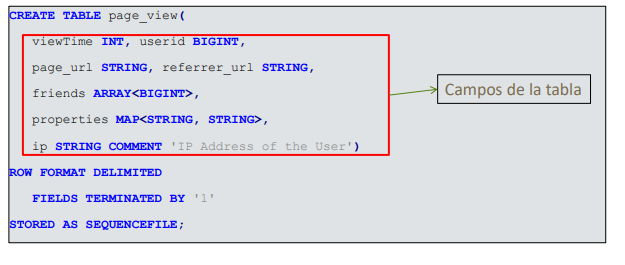 CREATE TABLE page_view(
viewTime INT, userid BIGINT,
page_url STRING, referrer_url STRING,
friends ARRAY<BIGINT>,
properties MAP<STRING, STRING>,
ip STRING COMMENT 'IP Address of the User')
ROW FORMAT DELIMITED
FIELDS TERMINATED BY '1'
STORED AS SEQUENCEFILE;
Campos de la tabla